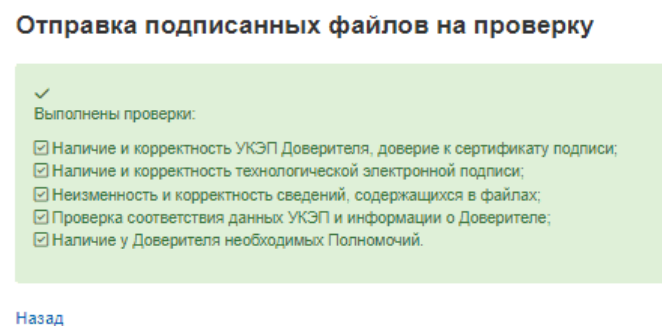 Отправка подписанных файлов на проверку
Выполнены проверки:
Наличие и корректность УКЭП Доверителя, доверие к сертификату подписи;
Наличие и корректность технологической электронной подписи;
Неизменность и корректность сведений, содержащихся в файлах;
Проверка соответствия данных УКЭП и информации о Доверителе;
Наличие у Доверителя необходимых Полномочий.
Назад